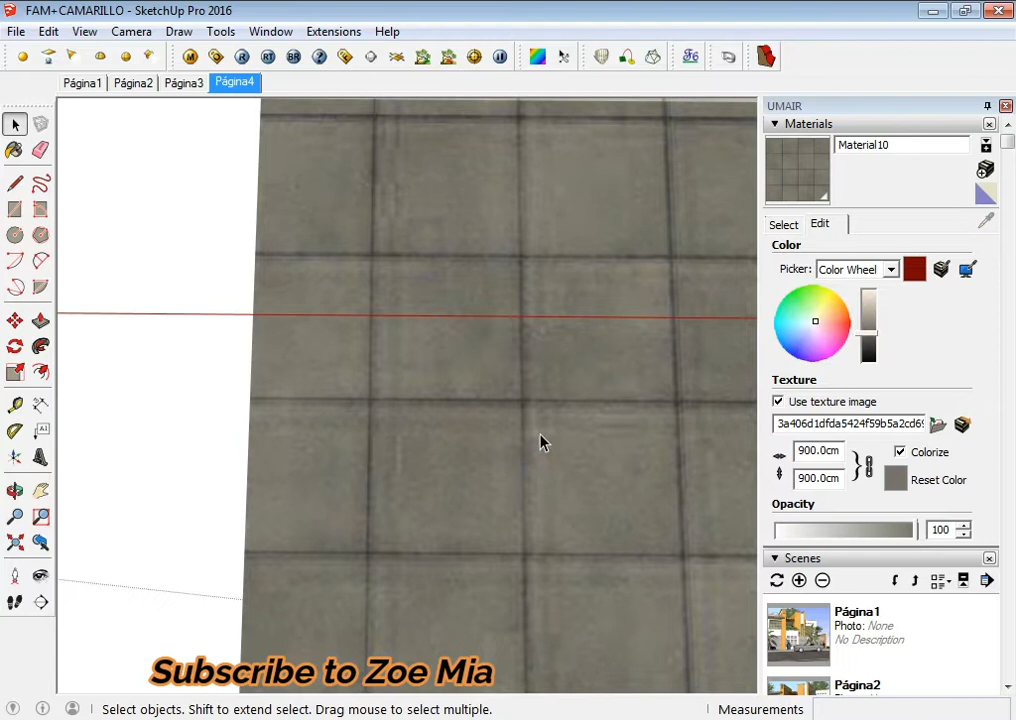 FAM+CAMARILLO - SketchUp Pro 2016
File Edit View Camera Draw Tools Window Extensions Help
M R RT BR
Página1 Página2 Página3 Página4
UMAIR
Materials
Material10
Select Edit
Color
Picker: Color Wheel
Texture
Use texture image
3a406d1dfda5424f59b5a2cd6
900.0cm
Colorize
900.0cm
Reset Color
Opacity
100
Scenes
Página1
Photo: None
No Description
Página2
Subscribe to Zoe Mia
Select objects. Shift to extend select. Drag mouse to select multiple.
Measurements